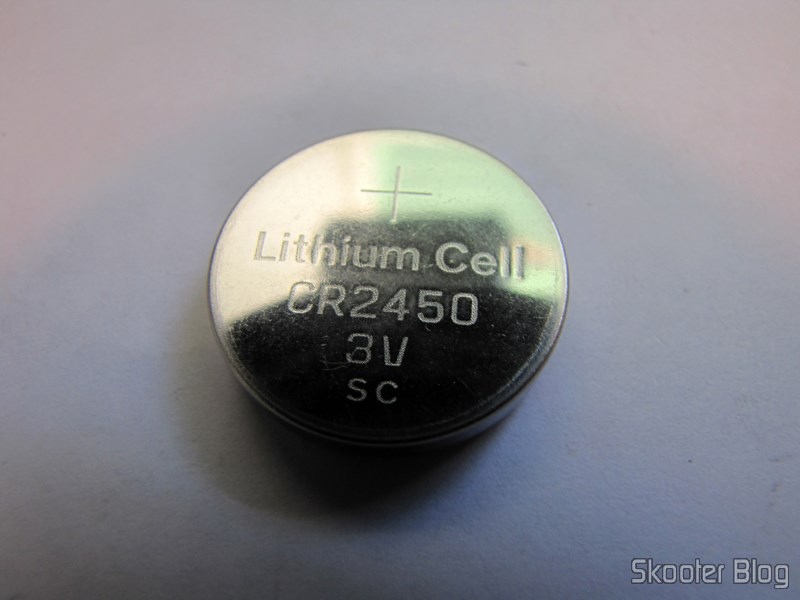 +
Lithium Cell
CR2450
3V
SC
Skooter Blog